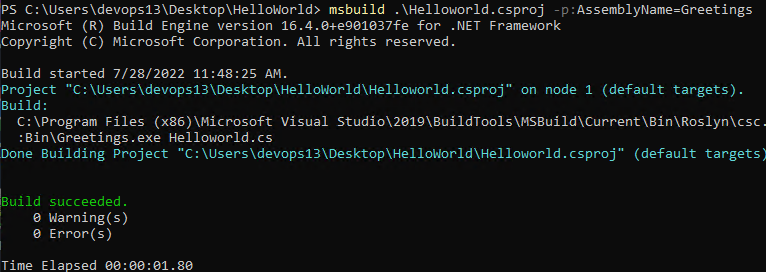 PS C:\Users\devops13\Desktop\HelloWorld> msbuild .\Helloworld.csproj -p:AssemblyName=Greetings
Microsoft (R) Build Engine version 16.4.0+e901037fe for .NET Framework
Copyright (C) Microsoft Corporation. All rights reserved.
Build started 7/28/2022 11:48:25 AM.
Project "C:\Users\devops13\Desktop\HelloWorld\Helloworld.csproj" on node 1 (default targets).
Build:
C:\Program Files (x86)\Microsoft Visual Studio\2019\BuildTools\MSBuild\Current\Bin\Roslyn\csc.
:Bin\Greetings.exe Helloworld.cs
Done Building Project "C:\Users\devops13\Desktop\HelloWorld\Helloworld.csproj" (default targets)
Build succeeded.
0 Warning(s)
0 Error(s)
Time Elapsed 00:00:01.80